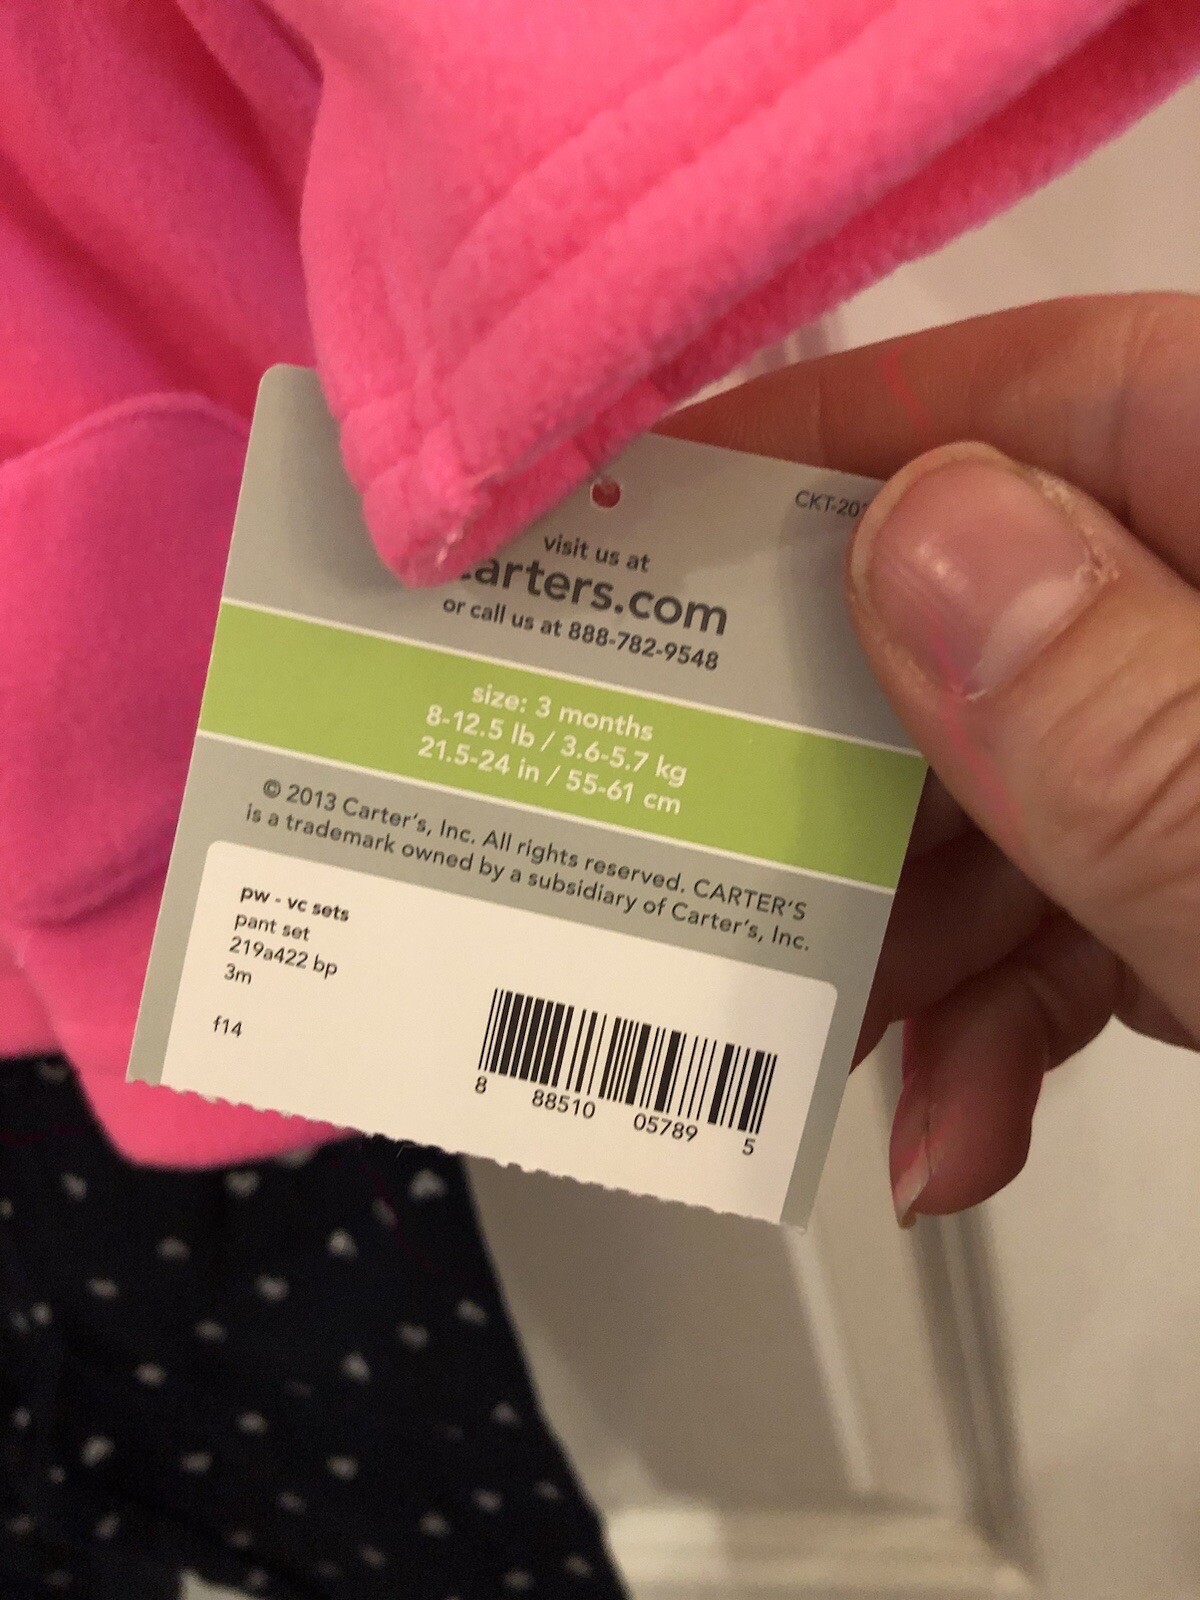 CKT-20
visit us at
carters.com
or call us at 888-782-9548
size: 3 months
8-12.5 lb / 3.6-5.7 kg
21.5-24 in / 55-61 cm
© 2013 Carter's, Inc. All rights reserved. CARTER'S
is a trademark owned by a subsidiary of Carter's, Inc.
pw - vc sets
pant set
219a422 bp
3m
f14
8 88510 05789 5